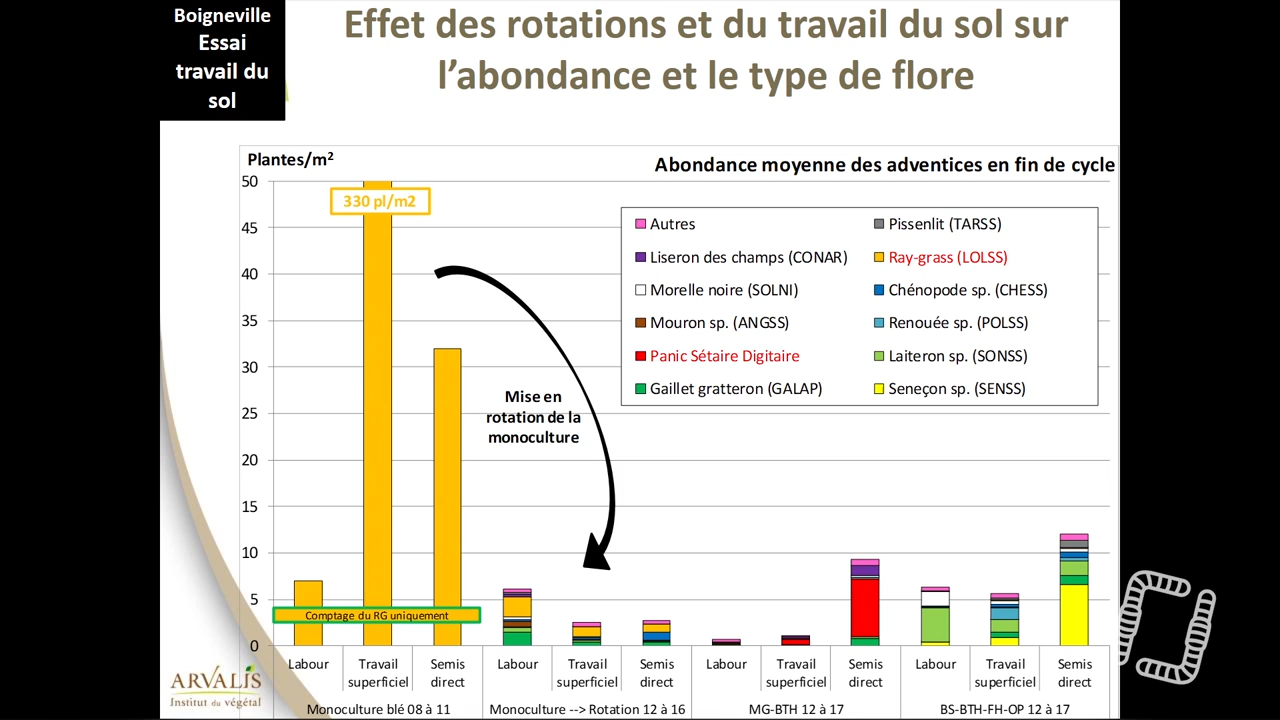 Boigneville
Essai
travail du
sol
Effet des rotations et du travail du sol sur
l’abondance et le type de flore
Plantes/m²
Abondance moyenne des adventices en fin de cycle
50
45
40
35
30
25
20
15
10
5
0
330 pl/m2
Autres
Pissenlit (TARSS)
Liseron des champs (CONAR)
Ray-grass (LOLSS)
Morelle noire (SOLNI)
Chénopode sp. (CHESS)
Mouron sp. (ANGSS)
Renouée sp. (POLSS)
Panic Sétaire Digitaire
Laiteron sp. (SONSS)
Gaillet gratteron (GALAP)
Seneçon sp. (SENSS)
Mise en
rotation de la
monoculture
Comptage du RG uniquement
Labour
Travail
superficiel
Semis
direct
Labour
Travail
superficiel
Semis
direct
Labour
Travail
superficiel
Semis
direct
Labour
Travail
superficiel
Semis
direct
Monoculture blé 08 à 11
Monoculture --> Rotation 12 à 16
MG-BTH 12 à 17
BS-BTH-FH-OP 12 à 17
ARVALIS
Institut du végétal